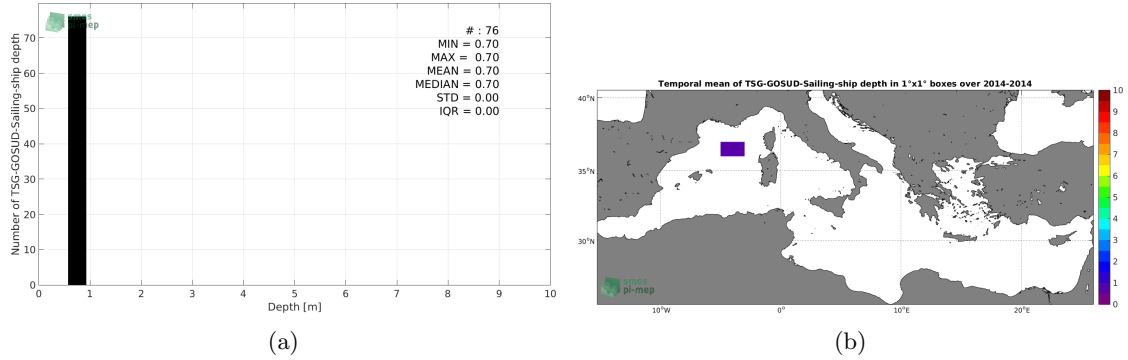 smos
pi-mep
# : 76
MIN = 0.70
MAX = 0.70
MEAN = 0.70
MEDIAN = 0.70
STD = 0.00
IQR = 0.00
Number of TSG-GOSUD-Sailing-ship depth
70
60
50
40
30
20
10
0
0 1 2 3 4 5 6 7 8 9 10
Depth [m]
(a)
Temporal mean of TSG-GOSUD-Sailing-ship depth in 1°x1° boxes over 2014-2014
40°N
35°N
30°N
10°W 0° 10°E 20°E
smos
pi-mep
10
9
8
7
6
5
4
3
2
1
0
(b)